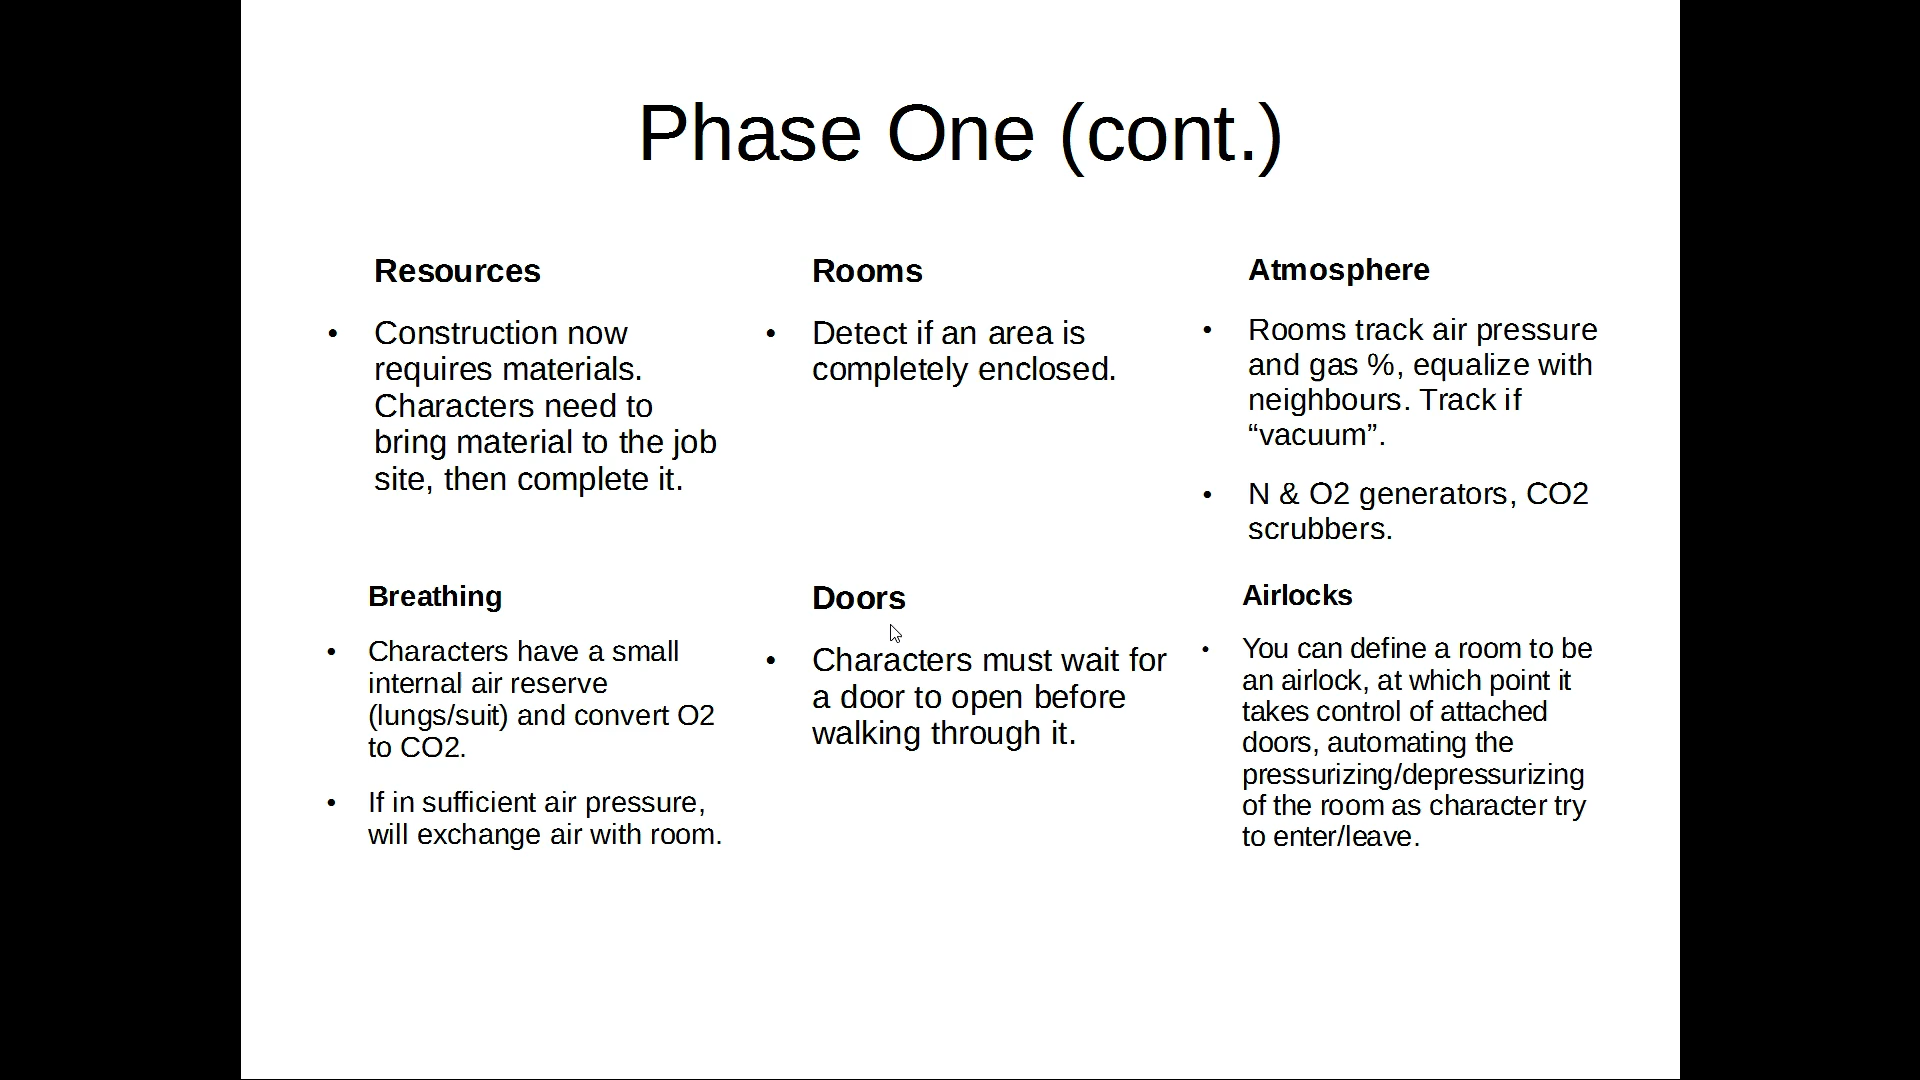 Phase One (cont.)
Resources
• Construction now
requires materials.
Characters need to
bring material to the job
site, then complete it.
Rooms
• Detect if an area is
completely enclosed.
Atmosphere
• Rooms track air pressure
and gas %, equalize with
neighbours. Track if
“vacuum”.
• N & O2 generators, CO2
scrubbers.
Breathing
• Characters have a small
internal air reserve
(lungs/suit) and convert O2
to CO2.
• If in sufficient air pressure,
will exchange air with room.
Doors
• Characters must wait for
a door to open before
walking through it.
Airlocks
• You can define a room to be
an airlock, at which point it
takes control of attached
doors, automating the
pressurizing/depressurizing
of the room as character try
to enter/leave.